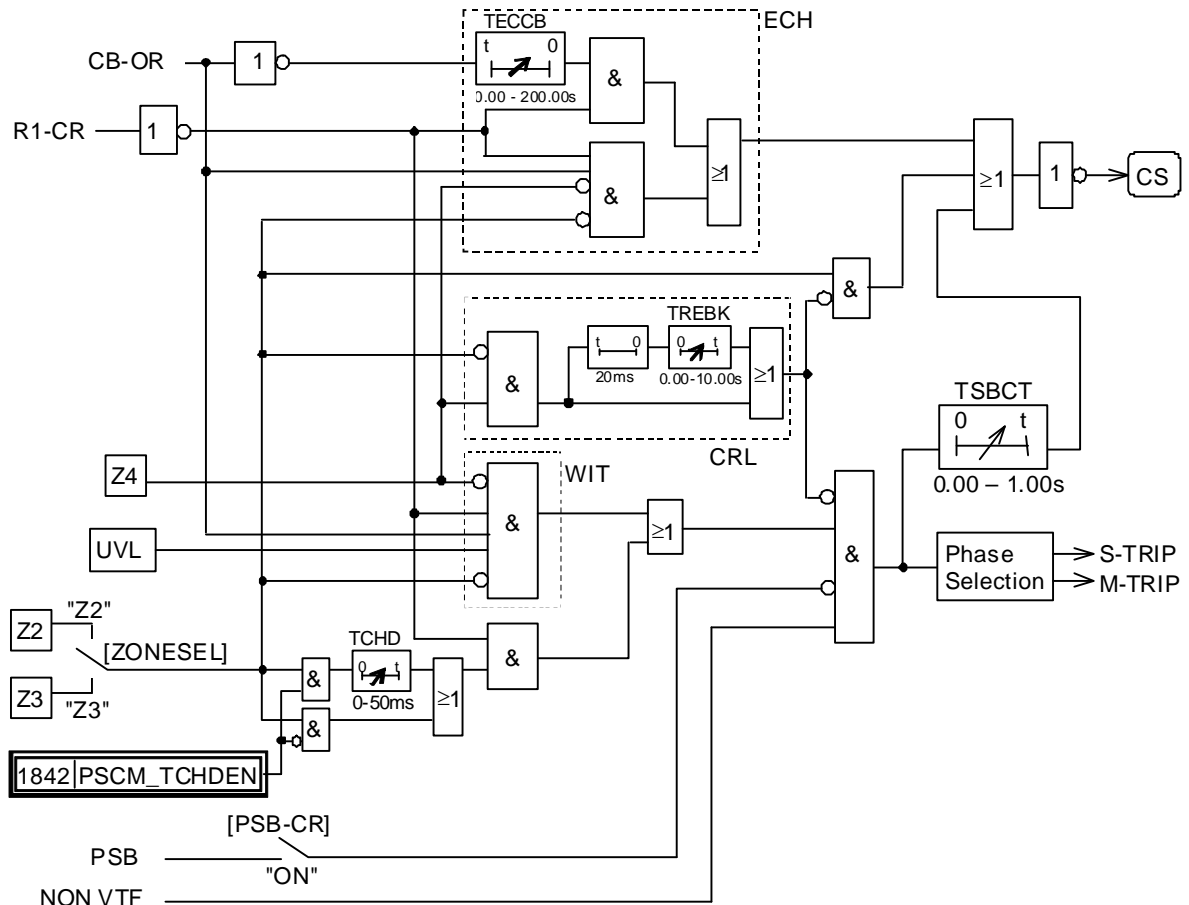 ECH
TECCB
t 0
CB-OR
1
&
0.00 - 200.00s
R1-CR
1
&
≥1
≥1
1
CS
&
TREBK
t 0
0 t
20ms
0.00-10.00s
&
≥1
TSBCT
0 t
0.00 – 1.00s
CRL
WIT
Z4
&
UVL
≥1
&
Phase
Selection
S-TRIP
M-TRIP
"Z2"
Z2
[ZONESEL]
Z3
"Z3"
TCHD
&
0 t
0-50ms
≥1
&
&
1842 PSCM_TCHDEN
[PSB-CR]
PSB
"ON"
NON VTF